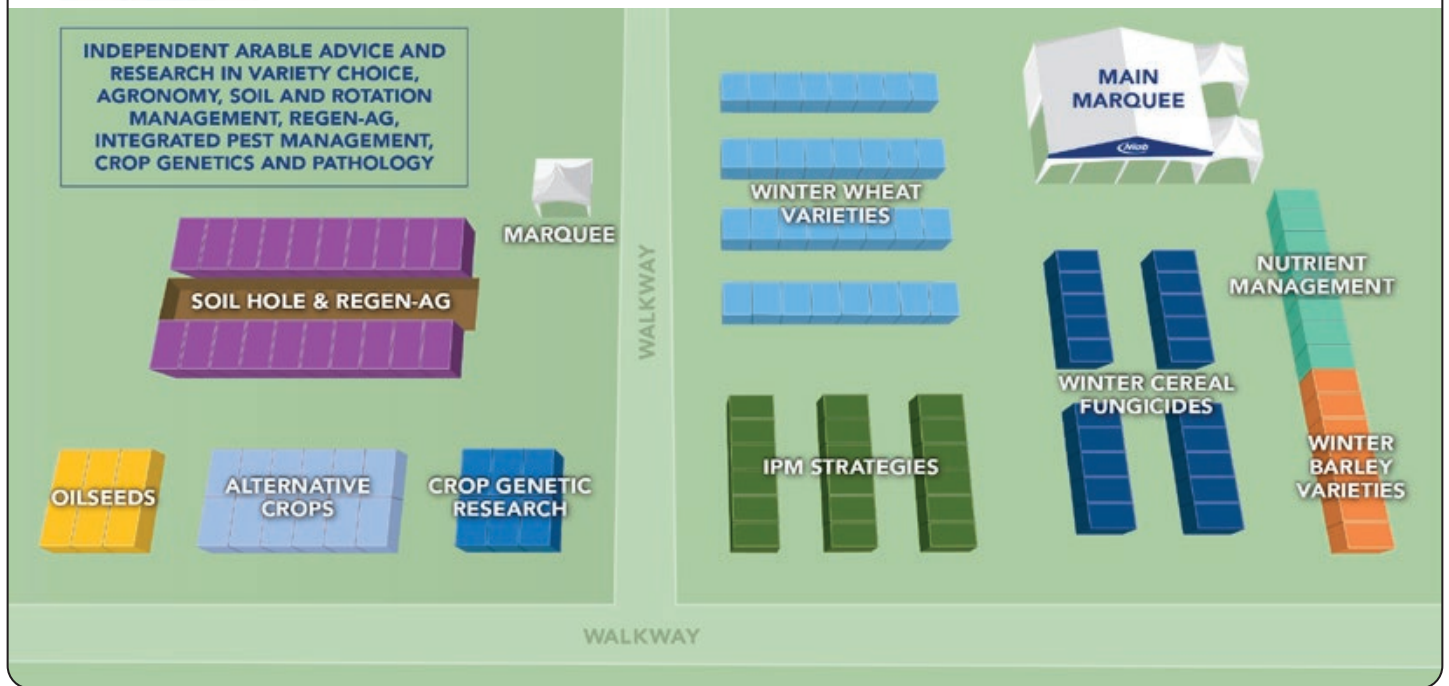 INDEPENDENT ARABLE ADVICE AND
RESEARCH IN VARIETY CHOICE,
AGRONOMY, SOIL AND ROTATION
MANAGEMENT, REGEN-AG,
INTEGRATED PEST MANAGEMENT,
CROP GENETICS AND PATHOLOGY
MARQUEE
SOIL HOLE & REGEN-AG
OILSEEDS
ALTERNATIVE
CROPS
CROP GENETIC
RESEARCH
WALKWAY
WINTER WHEAT
VARIETIES
MAIN
MARQUEE
Niab
NUTRIENT
MANAGEMENT
WINTER CEREAL
FUNGICIDES
IPM STRATEGIES
WINTER
BARLEY
VARIETIES
WALKWAY